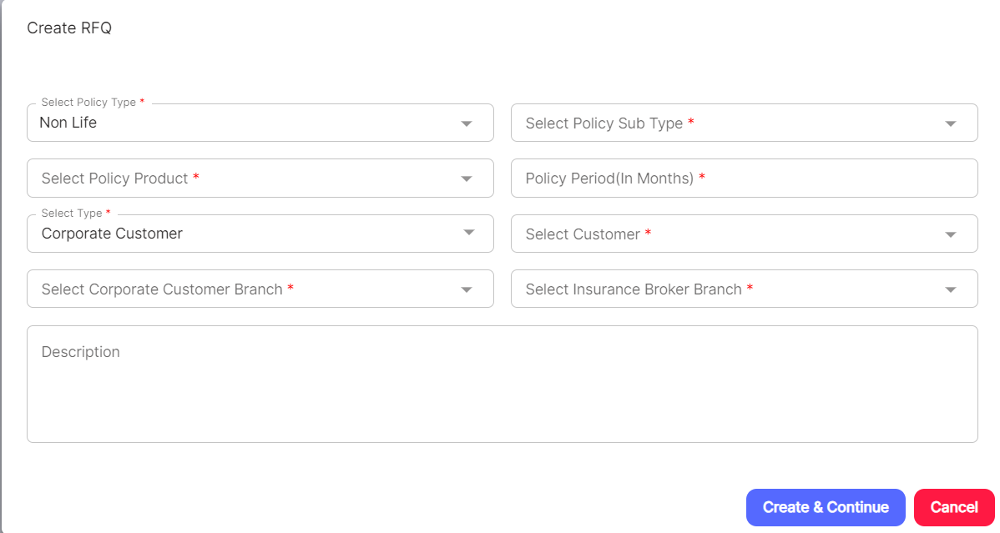 Create RFQ
Select Policy Type *
Non Life
Select Policy Sub Type *
Select Policy Product *
Policy Period(In Months) *
Select Type *
Corporate Customer
Select Customer *
Select Corporate Customer Branch *
Select Insurance Broker Branch *
Description
Create & Continue
Cancel